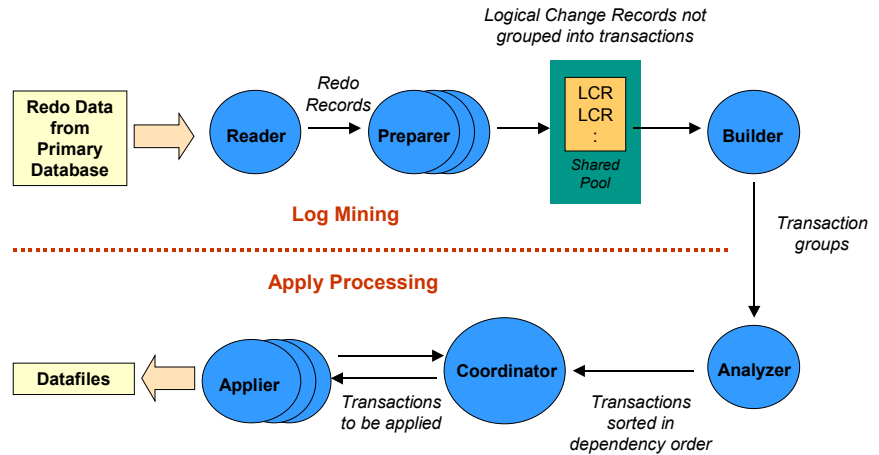 Logical Change Records not
grouped into transactions
Redo Data
from
Primary
Database
Reader
Redo
Records
Preparer
LCR
LCR
:
Shared
Pool
Builder
Log Mining
Transaction
groups
Apply Processing
Datafiles
Applier
Transactions
to be applied
Coordinator
Transactions
sorted in
dependency order
Analyzer